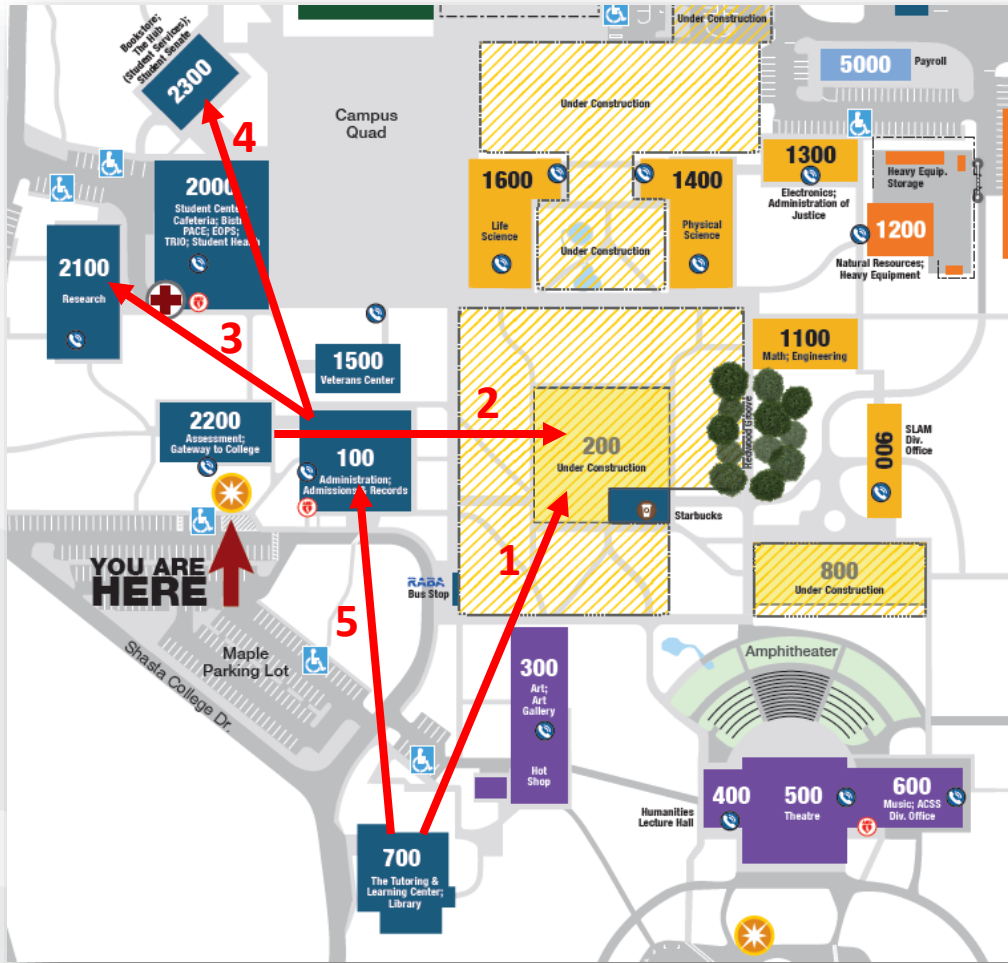 Bookstore;
The Hub
(Student Services);
Student Senate
2300
Under Construction
5000
Payroll
Campus
Quad
Under Construction
4
1600
Life
Science
1400
Physical
Science
1300
Electronics;
Administration of
Justice
Heavy Equip.
Storage
1200
Natural Resources;
Heavy Equipment
Under Construction
2000
Student Center;
Cafeteria; Bistro
PACE; EOPS;
TRIO; Student Health
2100
Research
3
1500
Veterans Center
1100
Math; Engineering
2
2200
Assessment;
Gateway to College
100
Administration;
Admissions & Records
200
Under Construction
Redwood Groove
Starbucks
900
SLAM
Div.
Office
YOU ARE
HERE
1
5
RABA
Bus Stop
800
Under Construction
Maple
Parking Lot
Shasta College Dr.
300
Art;
Art
Gallery
Hot
Shop
Amphitheater
Humanities
Lecture Hall
400
500
Theatre
600
Music; ACSS
Div. Office
700
The Tutoring &
Learning Center;
Library